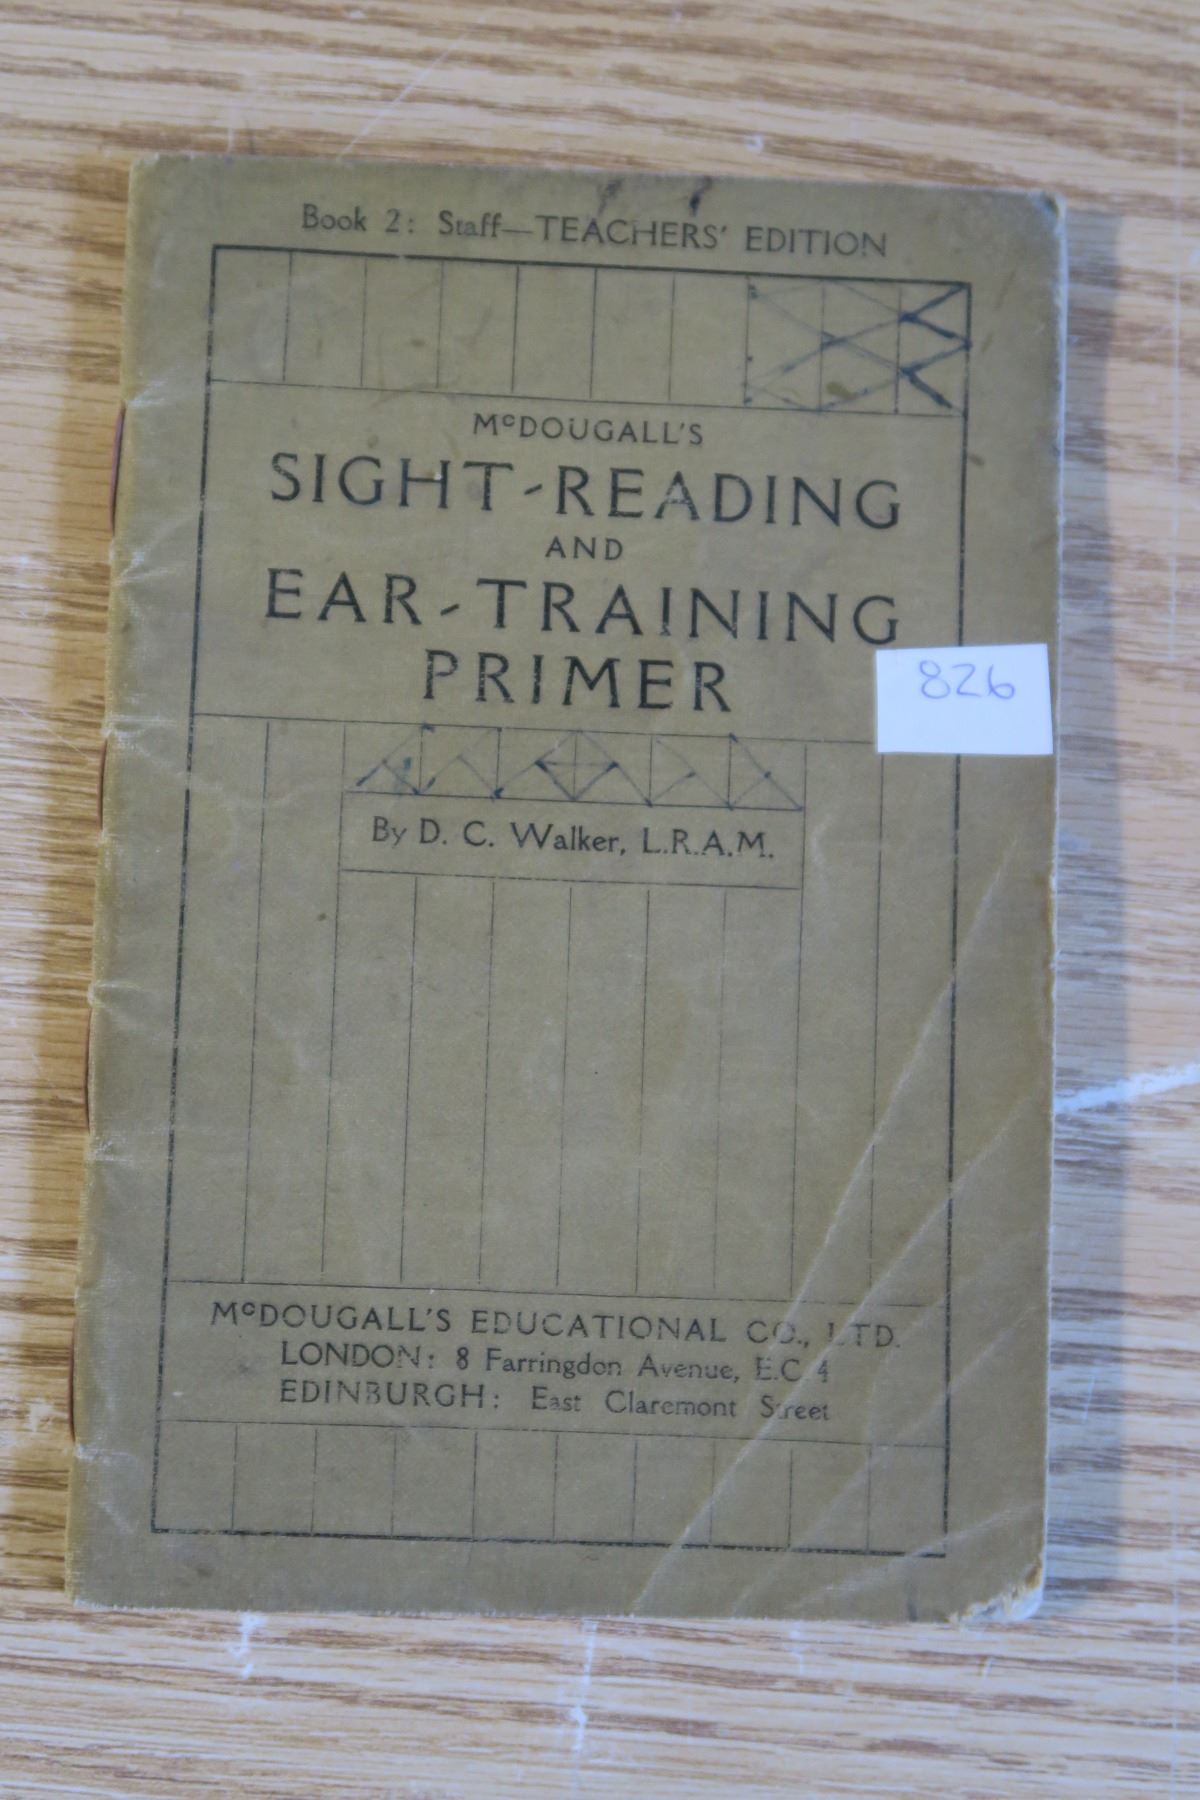 Book 2: Staff—TEACHERS' EDITION
McDOUGALL'S
SIGHT-READING
AND
EAR-TRAINING
PRIMER
826
By D. C. Walker, L.R.A.M.
McDOUGALL'S EDUCATIONAL CO., LTD.
LONDON: 8 Farringdon Avenue, E.C 4
EDINBURGH: East Claremont Street